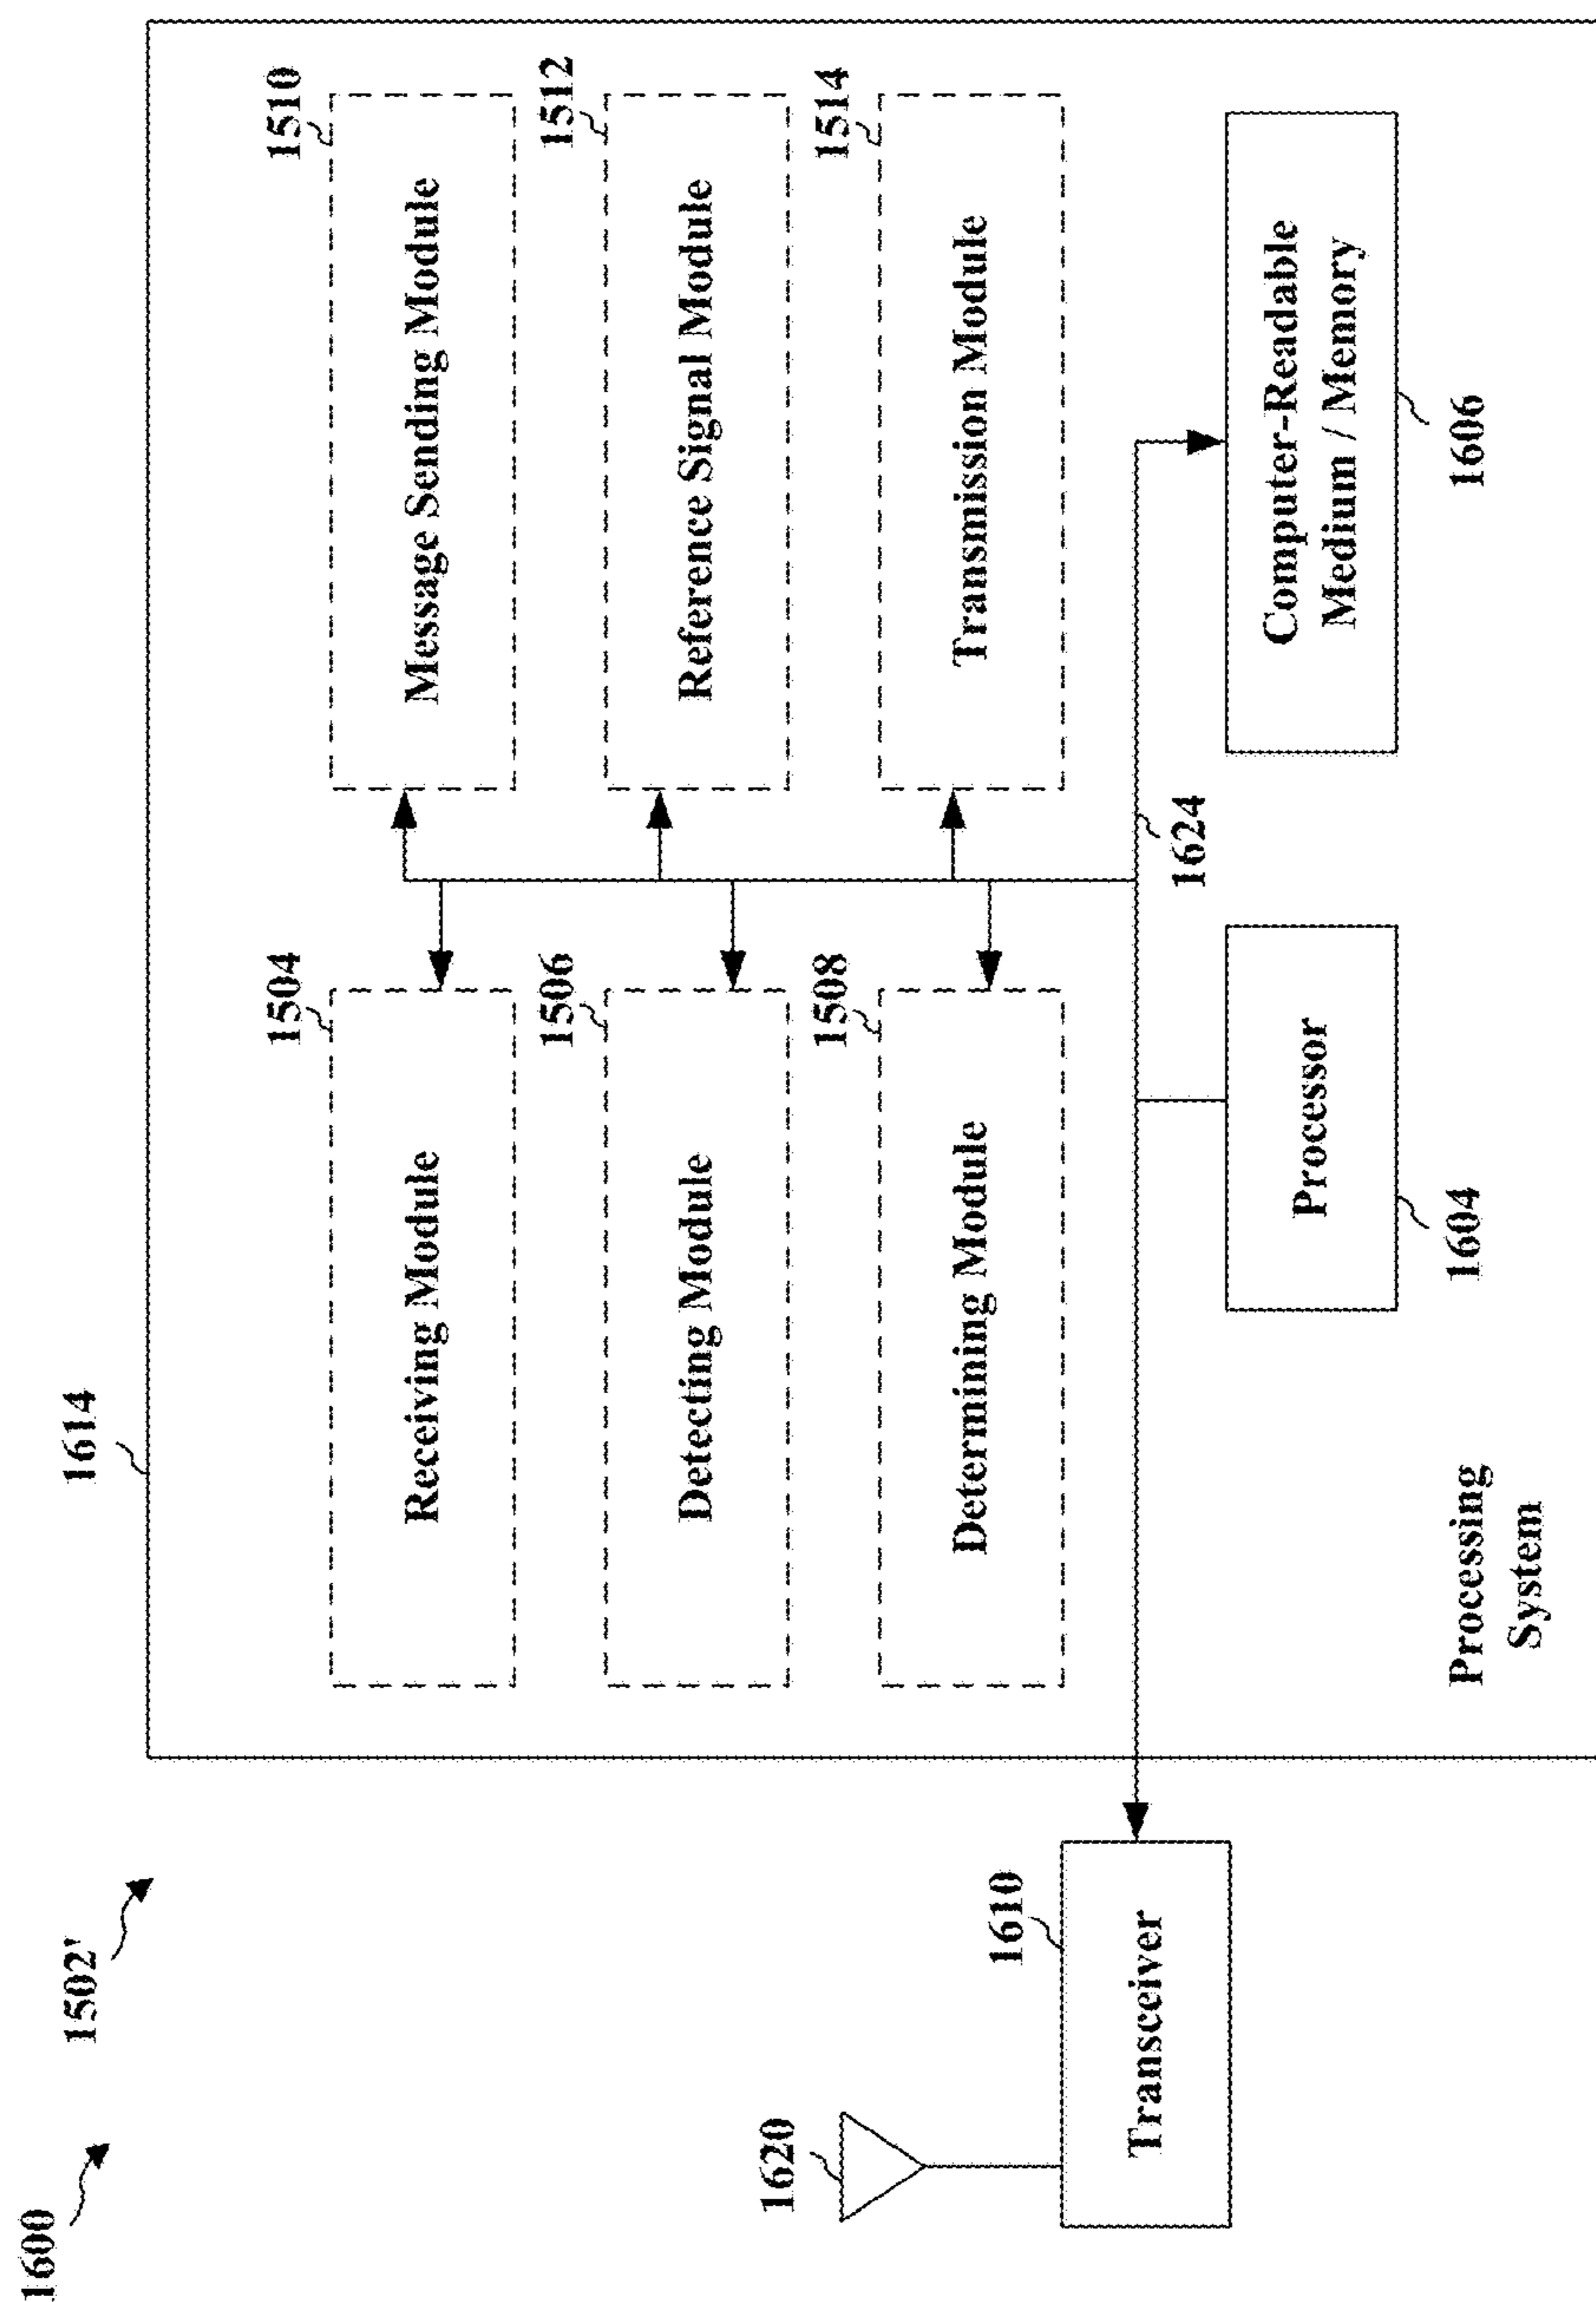 1600
1502'
1614
1504
Receiving Module
1510
Message Sending Module
1506
Detecting Module
1512
Reference Signal Module
1508
Determining Module
1514
Transmission Module
1620
1610
Transceiver
1624
Processor
1604
Computer-Readable
Medium / Memory
1606
Processing
System